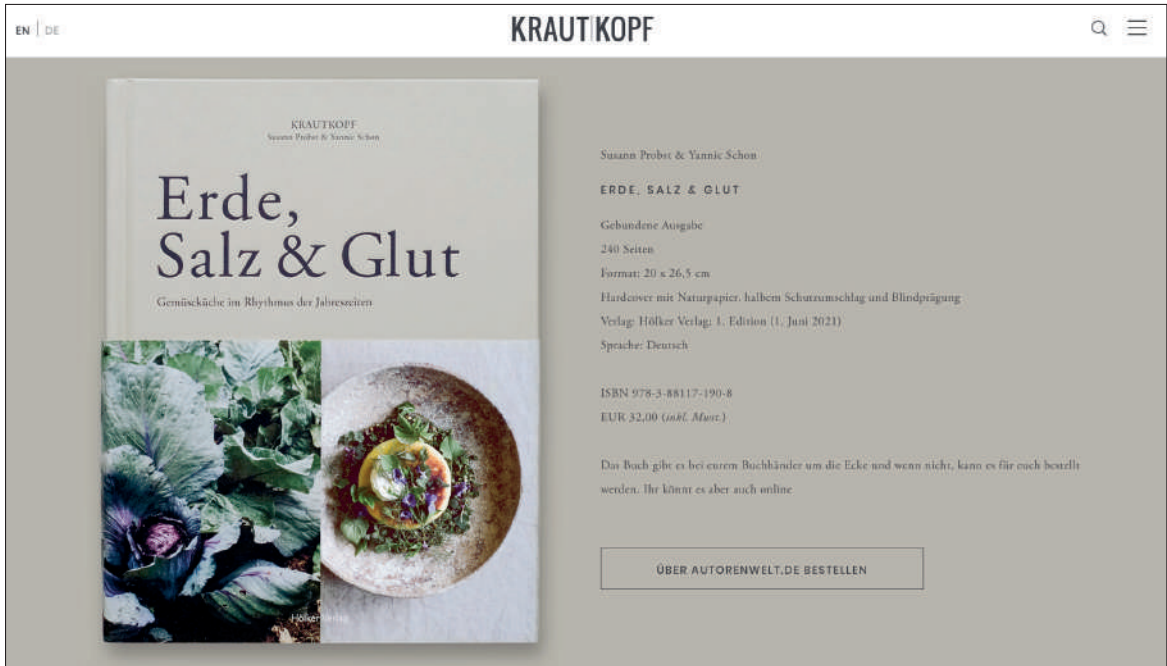 EN | DE
KRAUT|KOPF
KRAUTKOPF
Susann Probst & Yannic Schon
Erde,
Salz & Glut
Gemüseküche im Rhythmus der Jahreszeiten
Hölker Verlag
Susann Probst & Yannic Schon
ERDE, SALZ & GLUT
Gebundene Ausgabe
240 Seiten
Format: 20 x 26,5 cm
Hardcover mit Naturpapier, halbem Schutzumschlag und Blindprägung
Verlag: Hölker Verlag; 1. Edition (1. Juni 2021)
Sprache: Deutsch
ISBN 978-3-88117-190-8
EUR 32,00 (inkl. Mwst.)
Das Buch gibt es bei eurem Buchhänder um die Ecke und wenn nicht, kann es für euch bestellt
werden. Ihr könnt es aber auch online
ÜBER AUTORENWELT.DE BESTELLEN